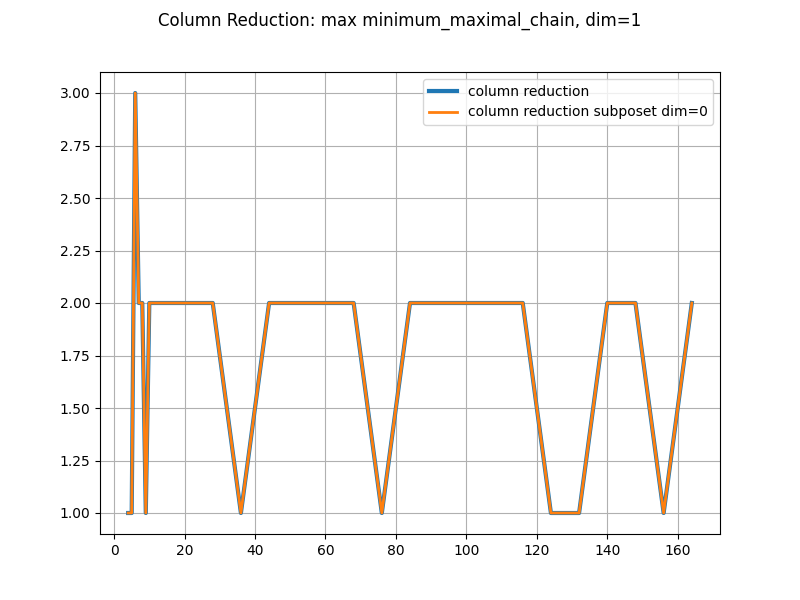 Column Reduction: max minimum_maximal_chain, dim=1
column reduction
column reduction subposet dim=0
3.00
2.75
2.50
2.25
2.00
1.75
1.50
1.25
1.00
0 20 40 60 80 100 120 140 160